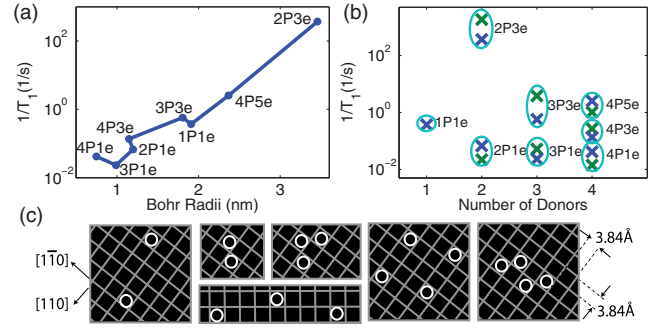 (a)
1/T1(1/s)
10^2
10^0
10^-2
2P3e
3P3e
4P5e
4P3e
1P1e
4P1e
2P1e
3P1e
1
2
3
Bohr Radii (nm)
(b)
1/T1(1/s)
10^2
10^0
10^-2
2P3e
3P3e
4P5e
1P1e
4P3e
2P1e
3P1e
4P1e
1
2
3
4
Number of Donors
(c)
[11̅0]
[110]
3.84Å
3.84Å